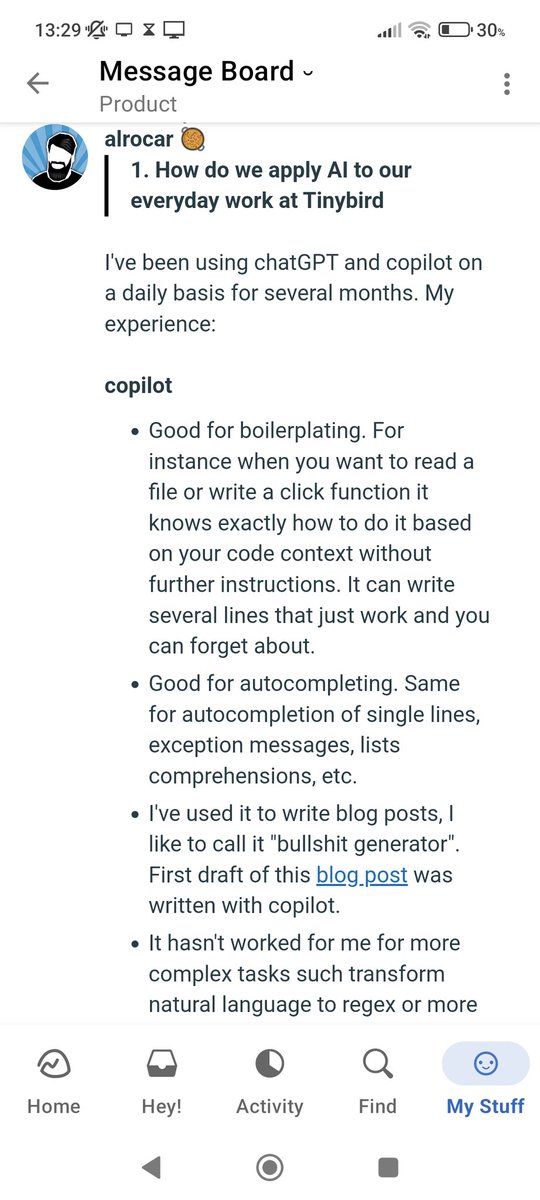 13:29
30%
Message Board
Product
alrocar
1. How do we apply AI to our
everyday work at Tinybird
I've been using chatGPT and copilot on
a daily basis for several months. My
experience:
copilot
• Good for boilerplating. For
instance when you want to read a
file or write a click function it
knows exactly how to do it based
on your code context without
further instructions. It can write
several lines that just work and you
can forget about.
• Good for autocompleting. Same
for autocompletion of single lines,
exception messages, lists
comprehensions, etc.
• I've used it to write blog posts, I
like to call it "bullshit generator".
First draft of this blog post was
written with copilot.
• It hasn't worked for me for more
complex tasks such transform
natural language to regex or more
Home
Hey!
Activity
Find
My Stuff